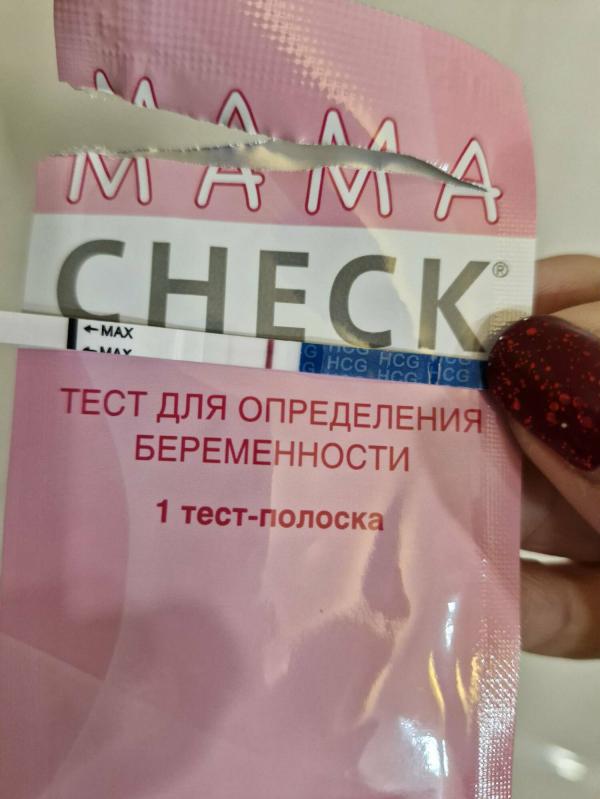 MAMA
CHECK®
←MAX
←MAX
HCG HCG HCG
HCG HCG HCG
ТЕСТ ДЛЯ ОПРЕДЕЛЕНИЯ
БЕРЕМЕННОСТИ
1 тест-полоска